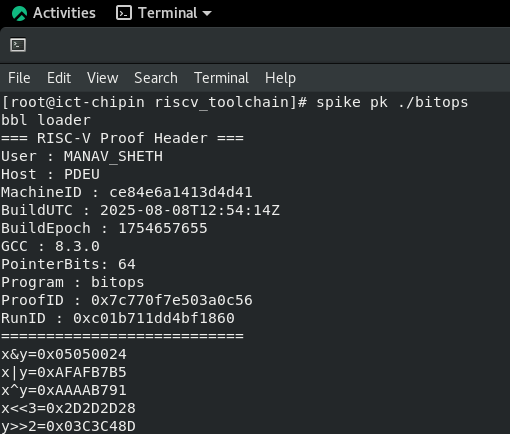 Activities Terminal
File Edit View Search Terminal Help
[root@ict-chipin riscv_toolchain]# spike pk ./bitops
bbl loader
=== RISC-V Proof Header ===
User : MANAV_SHETH
Host : PDEU
MachineID : ce84e6a1413d4d41
BuildUTC : 2025-08-08T12:54:14Z
BuildEpoch : 1754657655
GCC : 8.3.0
PointerBits: 64
Program : bitops
ProofID : 0x7c770f7e503a0c56
RunID : 0xc01b711dd4bf1860
===========================
x&y=0x05050024
x|y=0xAFAFB7B5
x^y=0xAAAAB791
x<<3=0x2D2D2D28
y>>2=0x03C3C48D